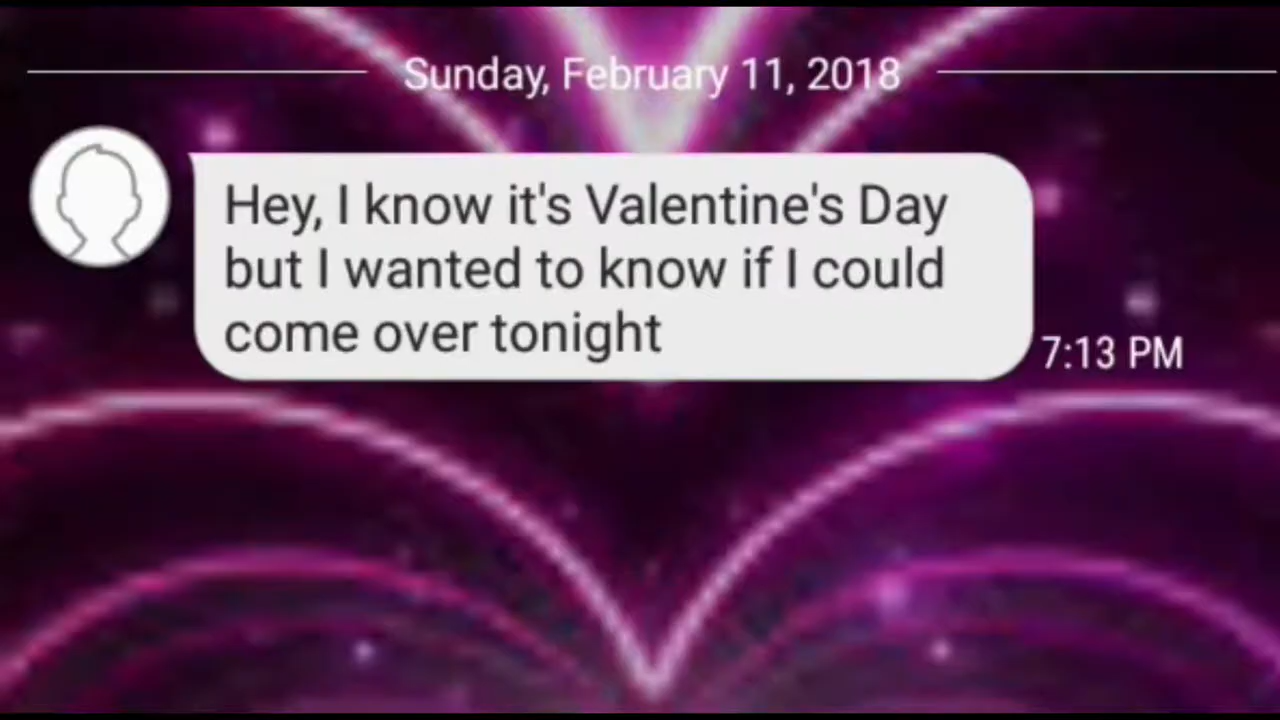 Sunday, February 11, 2018
Hey, I know it's Valentine's Day
but I wanted to know if I could
come over tonight
7:13 PM